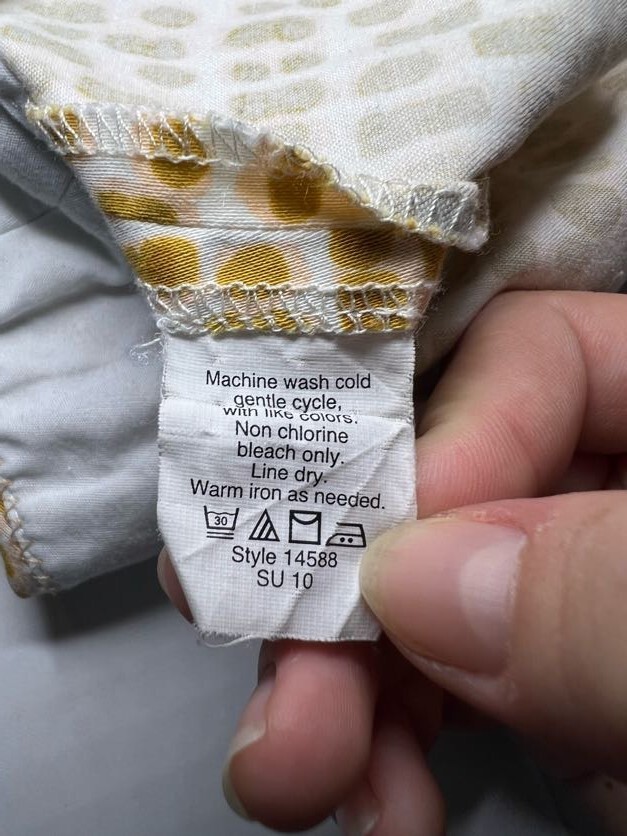 Machine wash cold
gentle cycle,
with like colors.
Non chlorine
bleach only.
Line dry.
Warm iron as needed.
30
Style 14588
SU 10